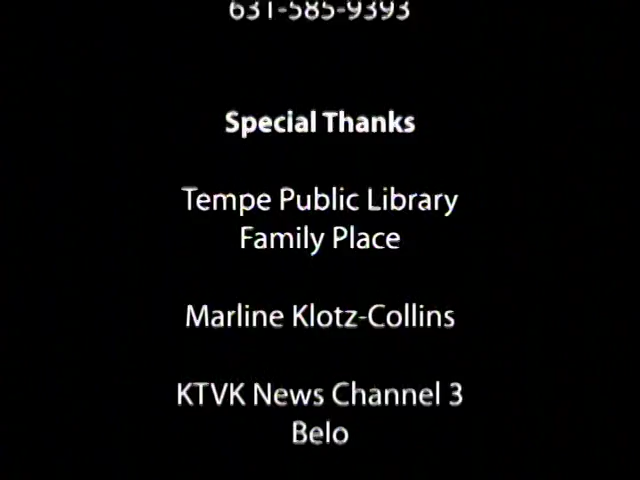 631-585-9393
Special Thanks
Tempe Public Library
Family Place
Marline Klotz-Collins
KTVK News Channel 3
Belo